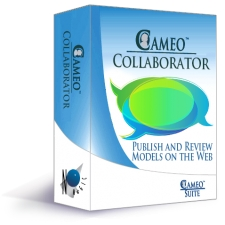 CAMEO™
COLLABORATOR
PUBLISH AND REVIEW
MODELS ON THE WEB
CAMEO™
SUITE
CAMEO™
COLLABORATOR